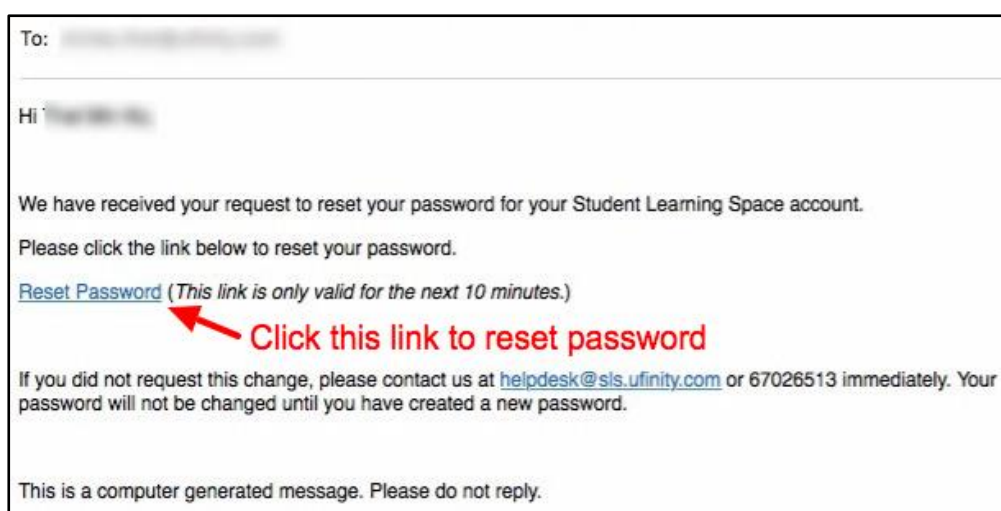 To:
Hi
We have received your request to reset your password for your Student Learning Space account.
Please click the link below to reset your password.
Reset Password (This link is only valid for the next 10 minutes.)
Click this link to reset password
If you did not request this change, please contact us at helpdesk@sls.ufinity.com or 67026513 immediately. Your
password will not be changed until you have created a new password.
This is a computer generated message. Please do not reply.